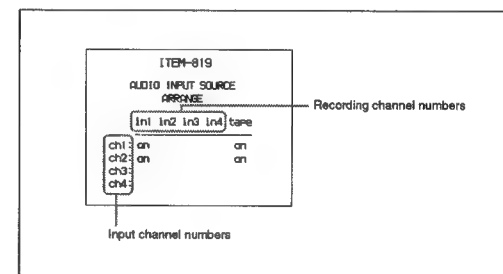 ITEM-819
AUDIO INPUT SOURCE
ARRANGE
Recording channel numbers
in1 in2 in3 in4 tape
ch1: on on
ch2: on on
ch3:
ch4:
Input channel numbers